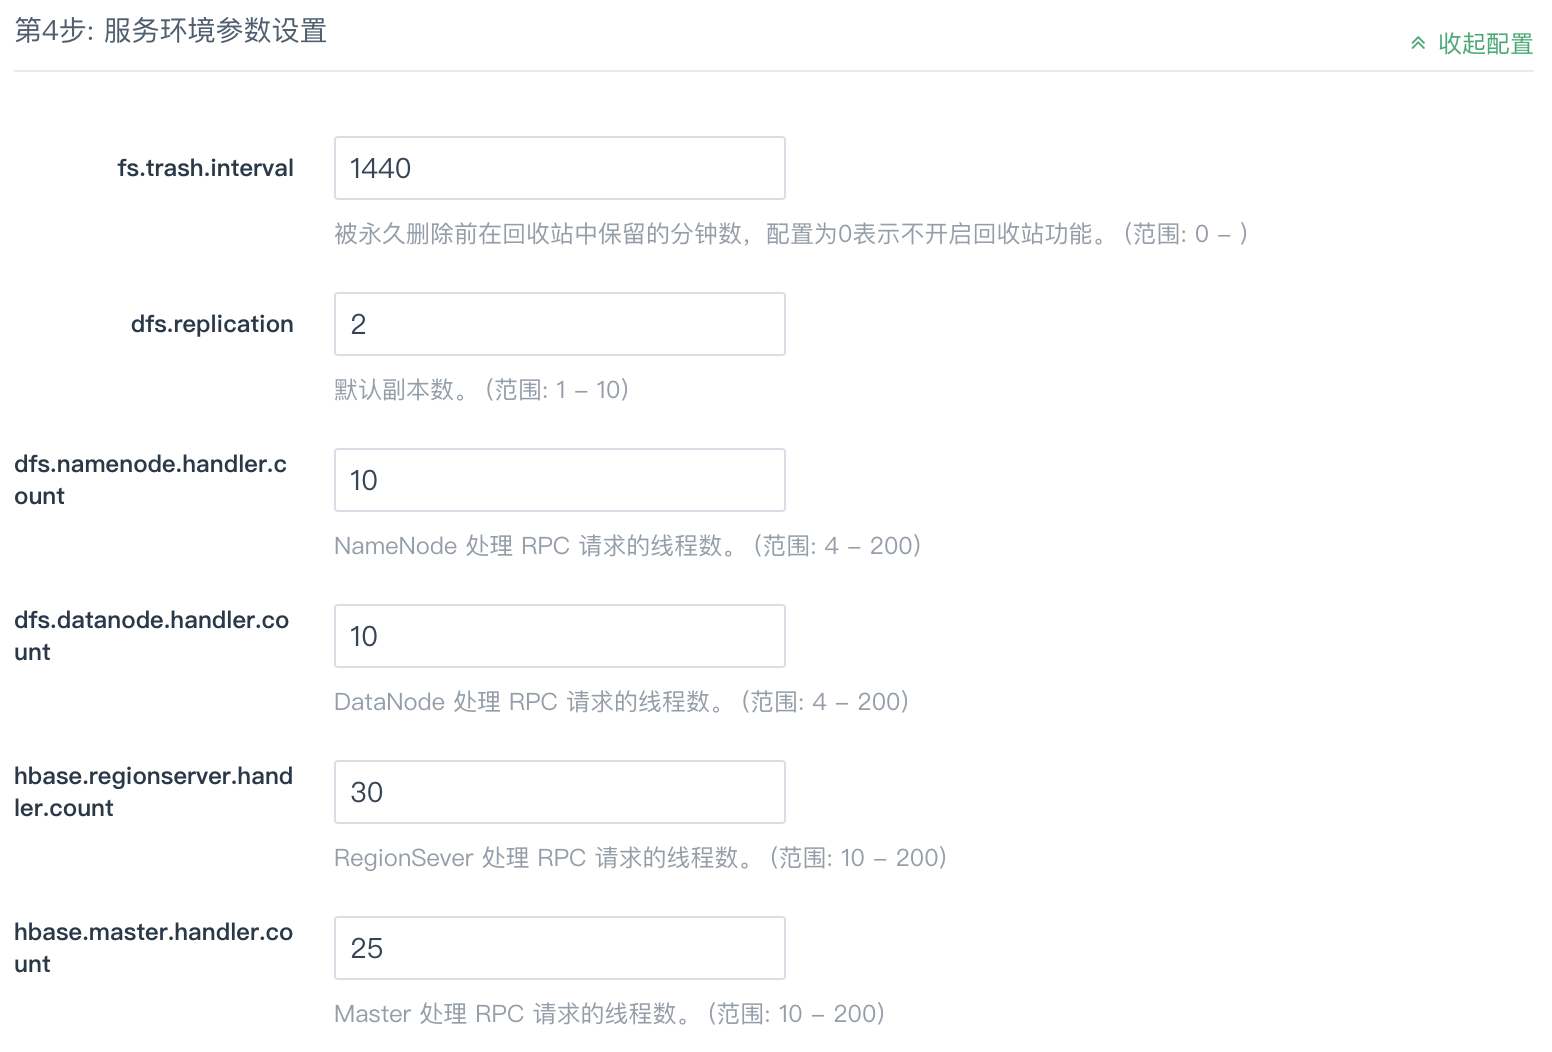 第4步: 服务环境参数设置
收起配置
fs.trash.interval
1440
被永久删除前在回收站中保留的分钟数，配置为0表示不开启回收站功能。（范围: 0 – ）
dfs.replication
2
默认副本数。（范围: 1 – 10）
dfs.namenode.handler.c
ount
10
NameNode 处理 RPC 请求的线程数。（范围: 4 – 200）
dfs.datanode.handler.co
unt
10
DataNode 处理 RPC 请求的线程数。（范围: 4 – 200）
hbase.regionserver.hand
ler.count
30
RegionSever 处理 RPC 请求的线程数。（范围: 10 – 200）
hbase.master.handler.co
unt
25
Master 处理 RPC 请求的线程数。（范围: 10 – 200）